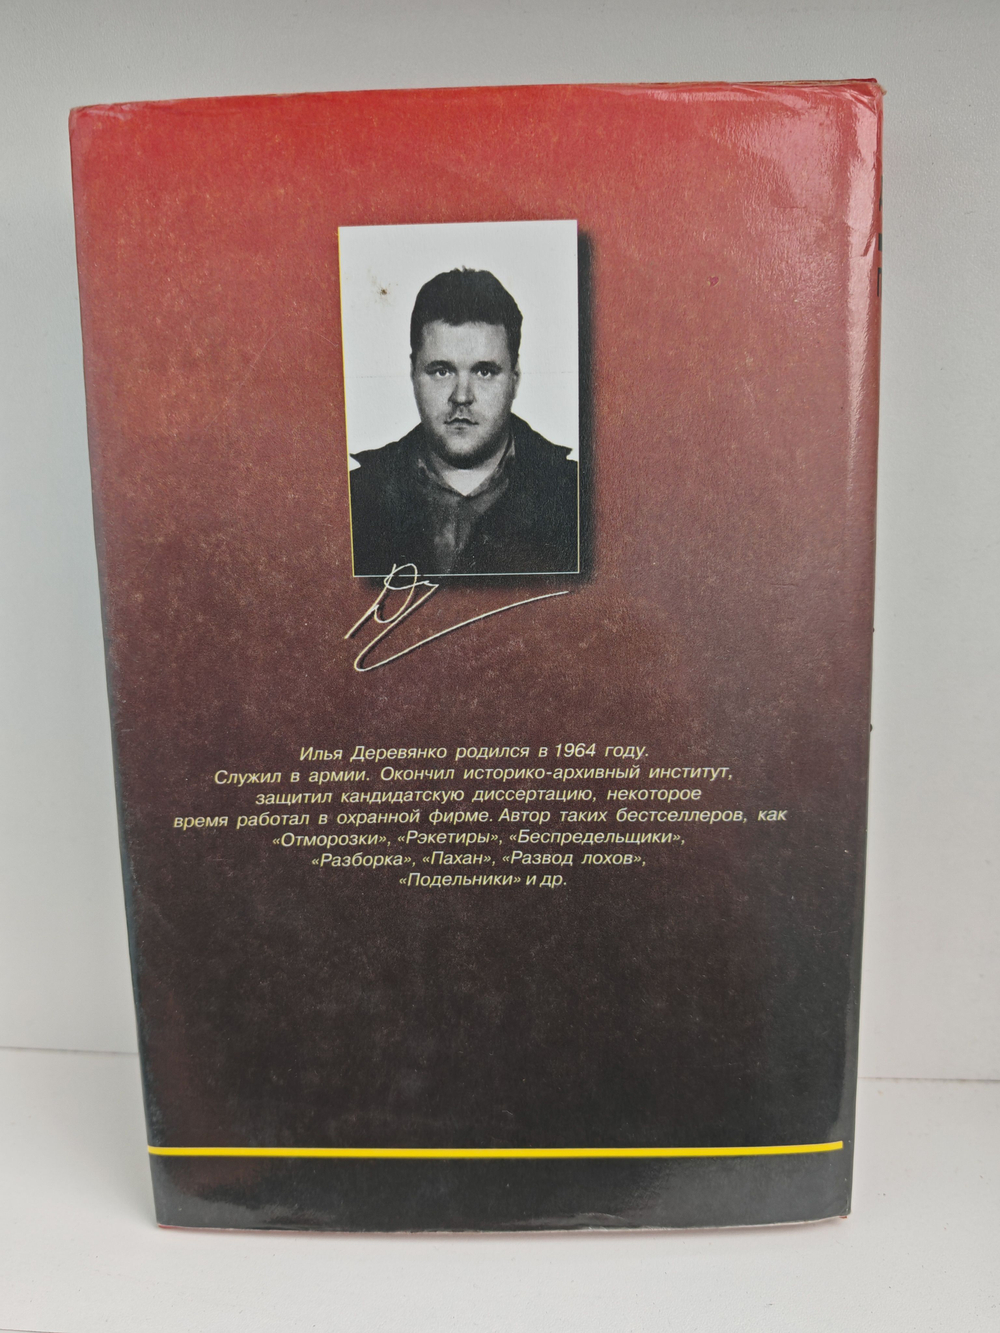 Илья Деревянко родился в 1964 году.
Служил в армии. Окончил историко-архивный институт,
защитил кандидатскую диссертацию, некоторое
время работал в охранной фирме. Автор таких бестселлеров, как
«Отморозки», «Рэкетиры», «Беспредельщики»,
«Разборка», «Пахан», «Развод лохов»,
«Подельники» и др.